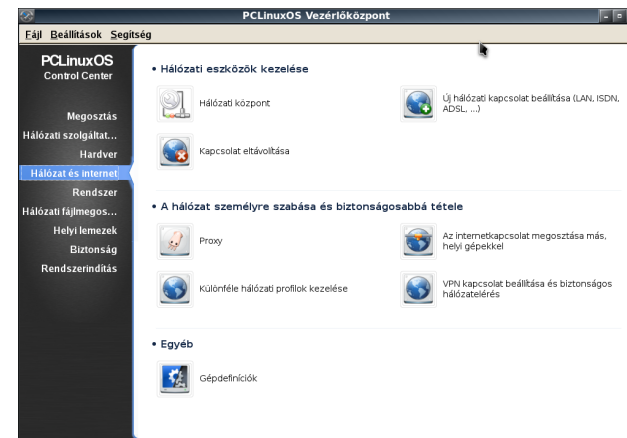 PCLinuxOS Vezérlőközpont
Fájl Beállítások Segítség
PCLinuxOS
Control Center
Megosztás
Hálózati szolgáltat...
Hardver
Hálózat és internet
Rendszer
Hálózati fájlmegos...
Helyi lemezek
Biztonság
Rendszerindítás
• Hálózati eszközök kezelése
Hálózati központ
Új hálózati kapcsolat beállítása (LAN, ISDN,
ADSL, ...)
Kapcsolat eltávolítása
• A hálózat személyre szabása és biztonságosabbá tétele
Proxy
Az internetkapcsolat megosztása más,
helyi gépekkel
Különféle hálózati profilok kezelése
VPN kapcsolat beállítása és biztonságos
hálózatelérés
• Egyéb
Gépdefiníciók